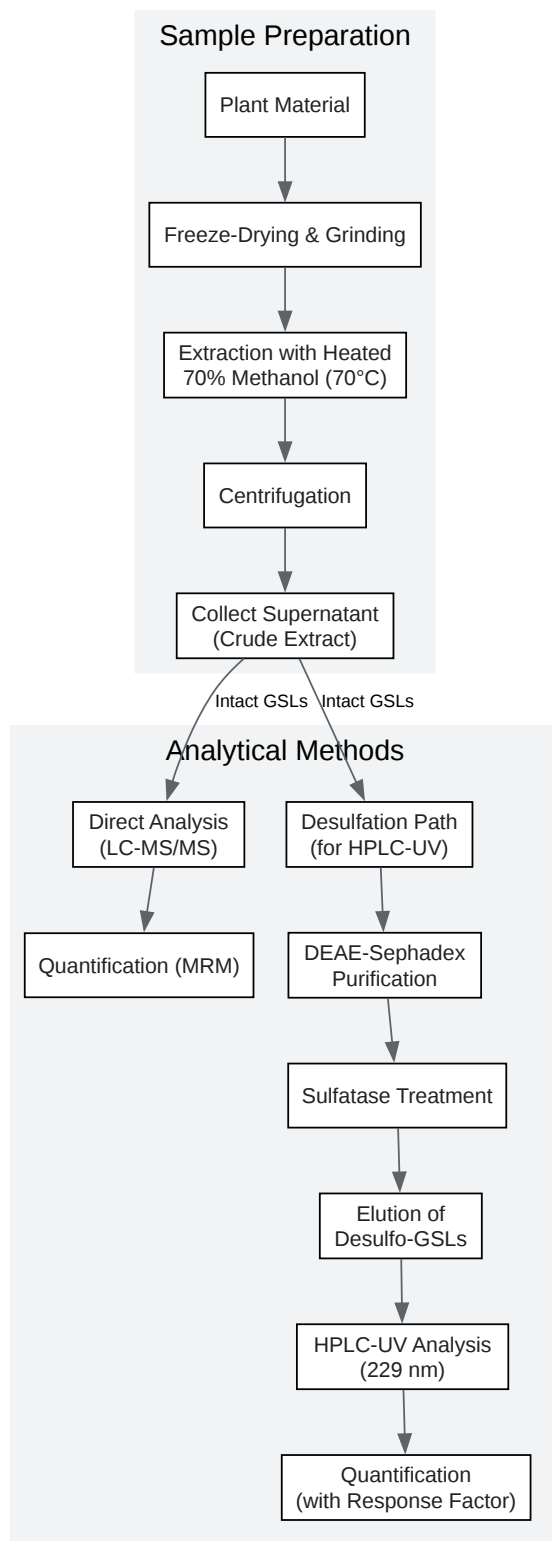 Sample Preparation
Plant Material
Freeze-Drying & Grinding
Extraction with Heated
70% Methanol (70°C)
Centrifugation
Collect Supernatant
(Crude Extract)
Intact GSLs
Intact GSLs
Analytical Methods
Direct Analysis
(LC-MS/MS)
Desulfation Path
(for HPLC-UV)
Quantification (MRM)
DEAE-Sephadex
Purification
Sulfatase Treatment
Elution of
Desulfo-GSLs
HPLC-UV Analysis
(229 nm)
Quantification
(with Response Factor)